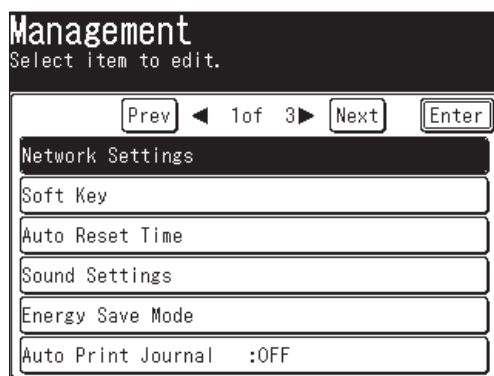 Management
Select item to edit.
Prev ◀ 1of 3▶ Next Enter
Network Settings
Soft Key
Auto Reset Time
Sound Settings
Energy Save Mode
Auto Print Journal :OFF